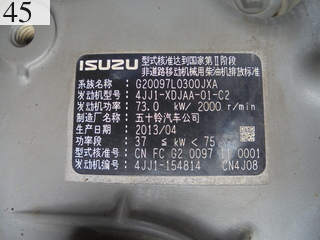 45
ISUZU 型式核准达到国家第Ⅱ阶段
非道路移动机械用柴油机排放标准
系族名称: G20097L0300JXA
发动机型号: 4JJ1-XDJAA-01-C2
发动机功率: 73.0 kW/ 2000 r/min
生产厂名称: 五十铃汽车公司
生产日期: 2013/04
功率段: 37 ≤ kW < 75
型式核准号: CN FC G2 0097 11 0001
发动机编号: 4JJ1-154814 CN4J08